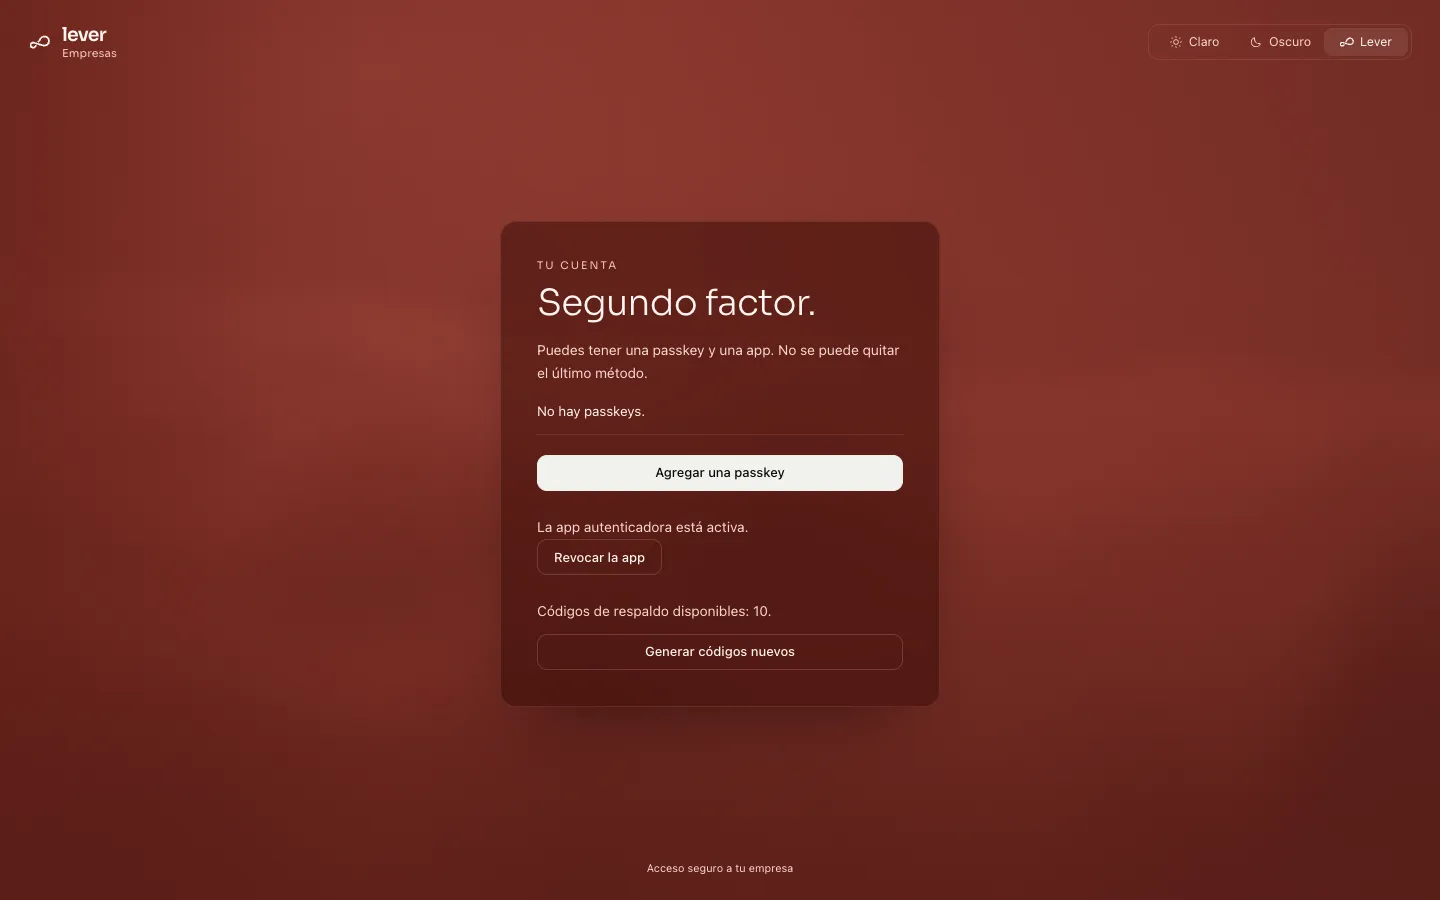 lever
Empresas
Claro
Oscuro
Lever
TU CUENTA
Segundo factor.
Puedes tener una passkey y una app. No se puede quitar
el último método.
No hay passkeys.
Agregar una passkey
La app autenticadora está activa.
Revocar la app
Códigos de respaldo disponibles: 10.
Generar códigos nuevos
Acceso seguro a tu empresa